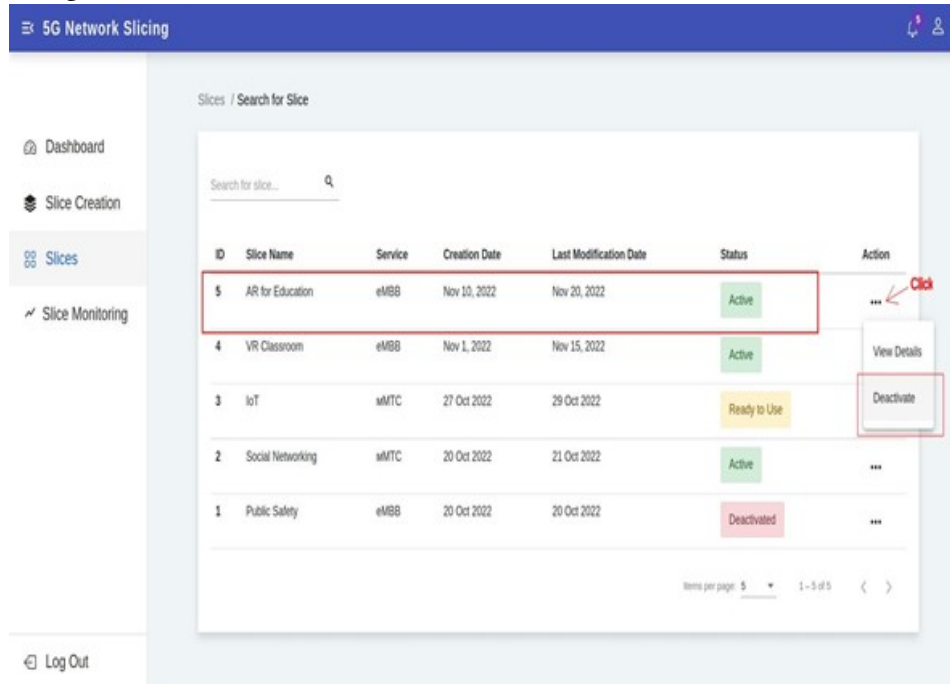 5G Network Slicing 5
Slices / Search for Slice
Dashboard
Slice Creation
Slices
Slice Monitoring
Log Out
Search for slice...
ID Slice Name Service Creation Date Last Modification Date Status Action
5 AR for Education eMBB Nov 10, 2022 Nov 20, 2022 Active ... Click
4 VR Classroom eMBB Nov 1, 2022 Nov 15, 2022 Active
View Details
3 IoT mMTC 27 Oct 2022 29 Oct 2022 Ready to Use
Deactivate
2 Social Networking mMTC 20 Oct 2022 21 Oct 2022 Active ...
1 Public Safety eMBB 20 Oct 2022 20 Oct 2022 Deactivated ...
Items per page: 5 1 – 5 of 5